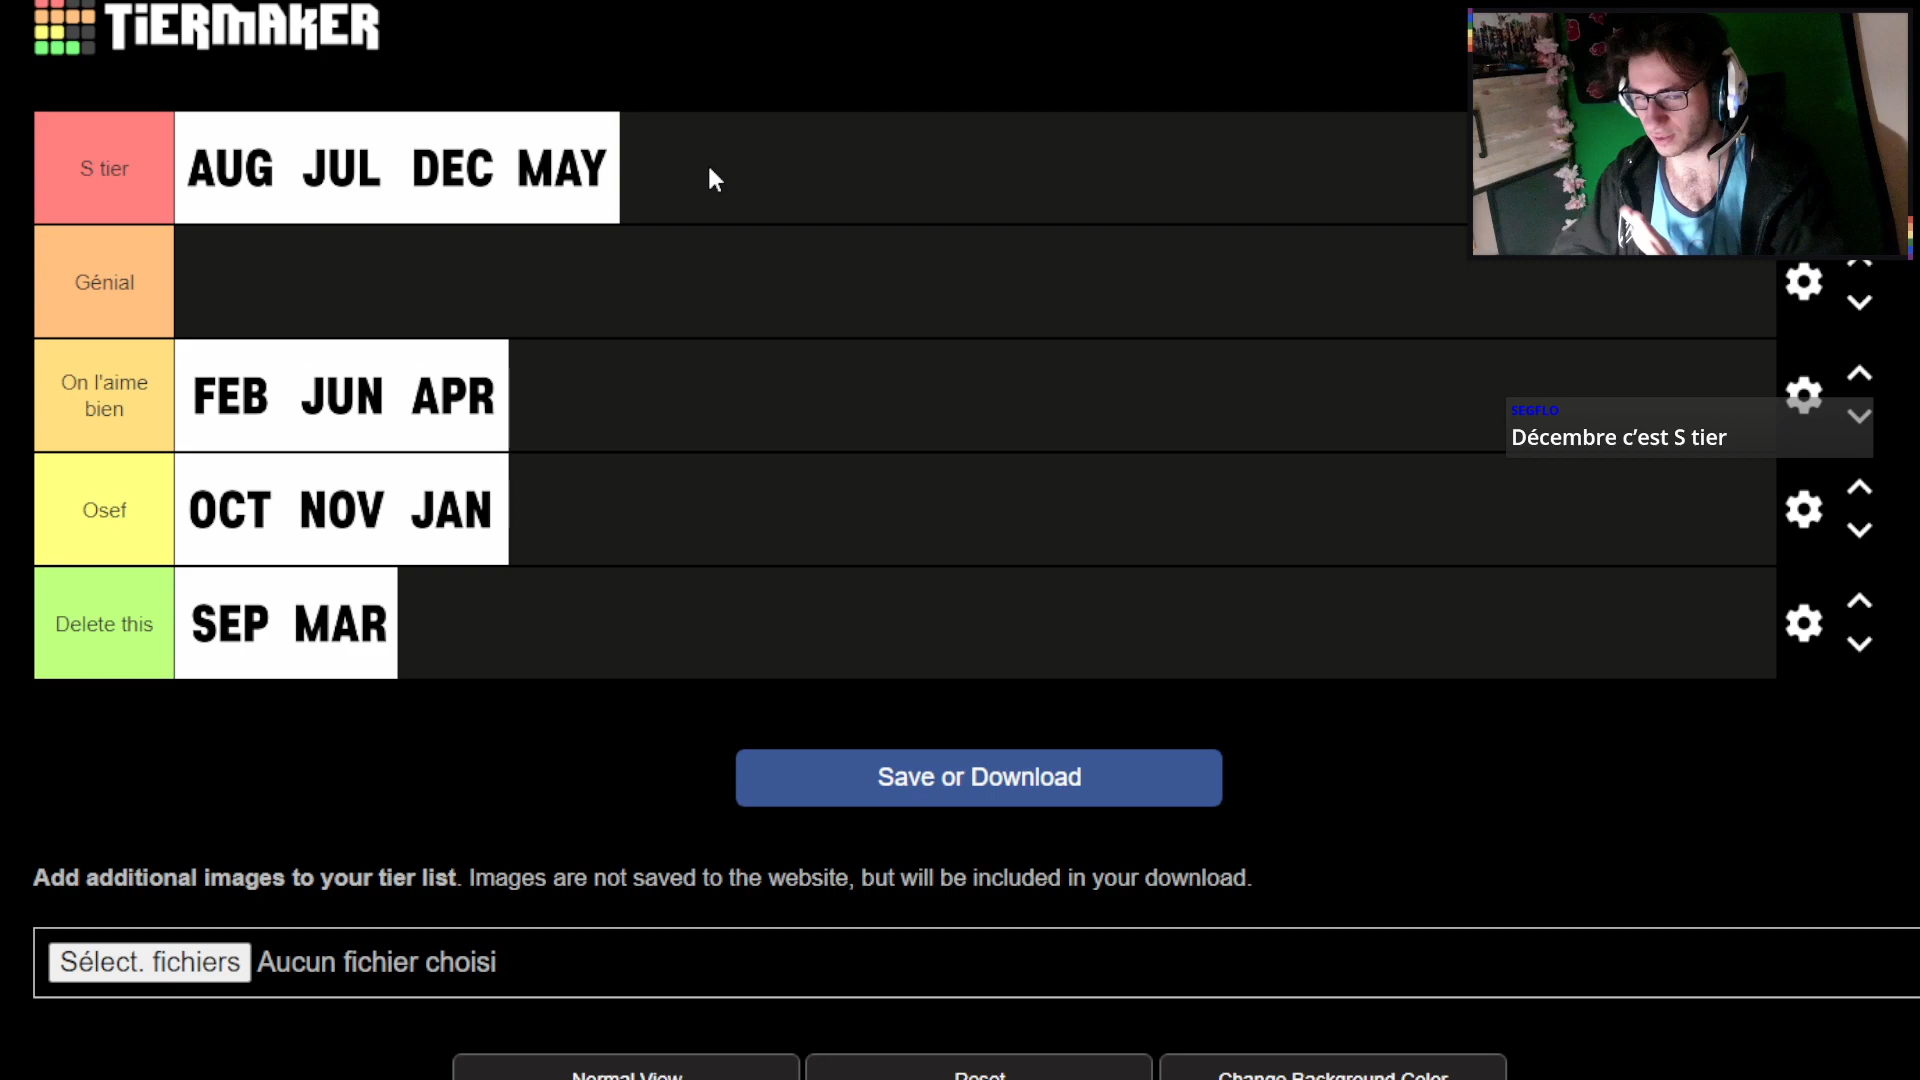 TiERMAKER
S tier
AUG JUL DEC MAY
Génial
On l'aime
bien
FEB JUN APR
SEGFLO
Décembre c’est S tier
Osef
OCT NOV JAN
Delete this
SEP MAR
Save or Download
Add additional images to your tier list. Images are not saved to the website, but will be included in your download.
Sélect. fichiers Aucun fichier choisi
Normal View
Reset
Change Background Color